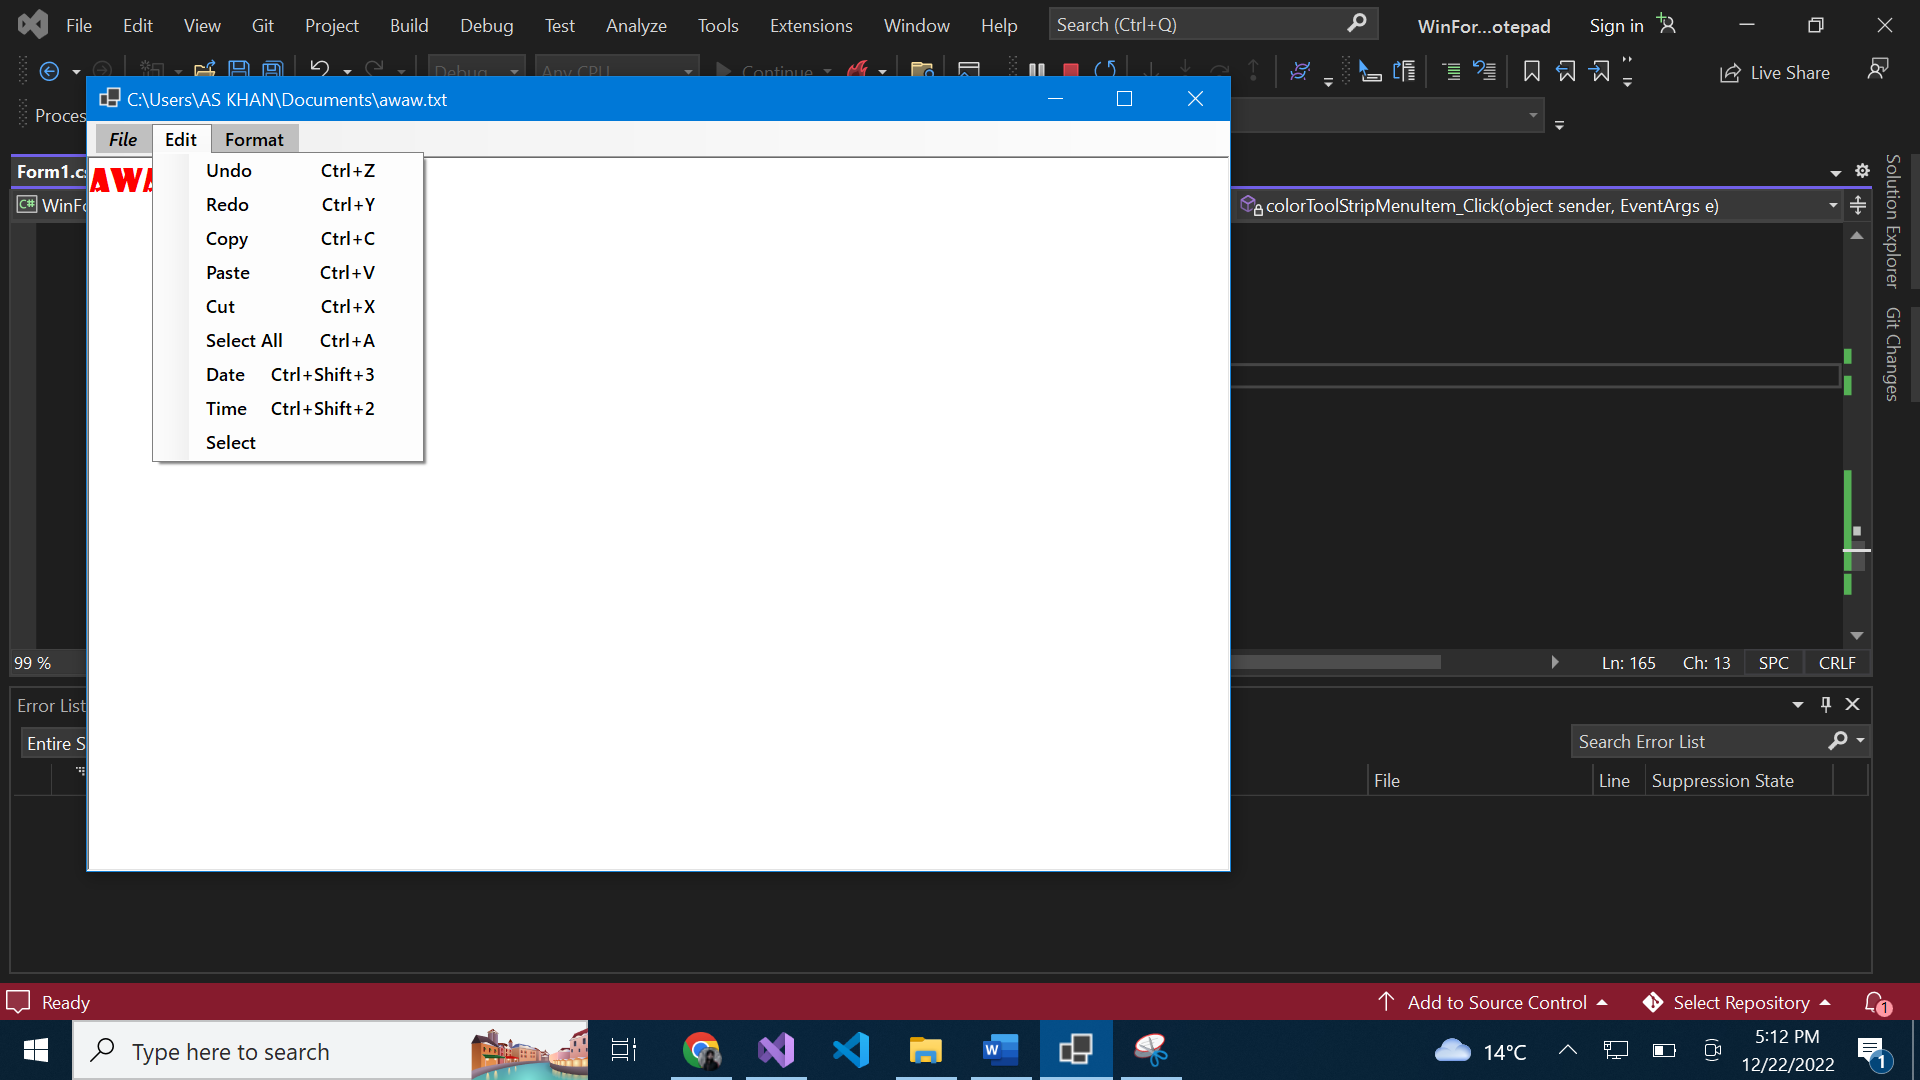 File Edit View Git Project Build Debug Test Analyze Tools Extensions Window Help Search (Ctrl+Q) WinFor...otepad Sign in
Debug Any CPU Continue Live Share
C:\Users\AS KHAN\Documents\awaw.txt
Proces
File Edit Format
Form1.c
AWA
WinFo
colorToolStripMenuItem_Click(object sender, EventArgs e)
Undo Ctrl+Z
Redo Ctrl+Y
Copy Ctrl+C
Paste Ctrl+V
Cut Ctrl+X
Select All Ctrl+A
Date Ctrl+Shift+3
Time Ctrl+Shift+2
Select
Solution Explorer
Git Changes
99 % Ln: 165 Ch: 13 SPC CRLF
Error List
Entire S Search Error List
File Line Suppression State
Ready Add to Source Control Select Repository 1
Type here to search 14°C 5:12 PM
12/22/2022 1